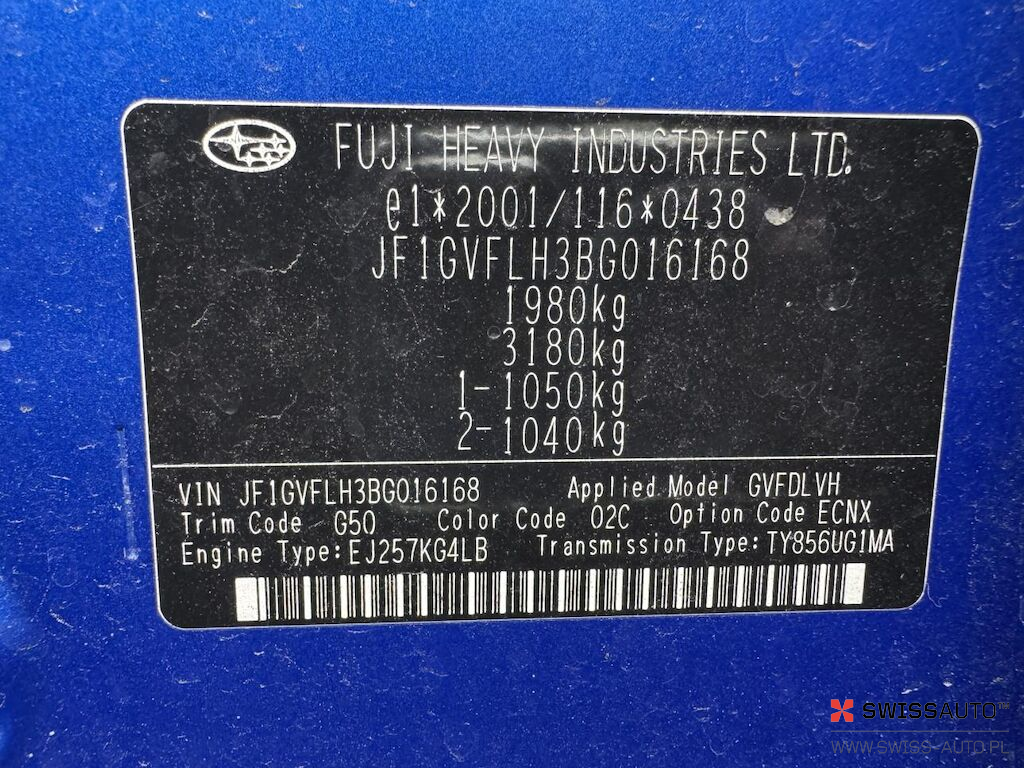 FUJI HEAVY INDUSTRIES LTD.
e1*2001/116*0438
JF1GVFLH3BG016168
1980kg
3180kg
1-1050kg
2-1040kg
VIN JF1GVFLH3BG016168 Applied Model GVFDLVH
Trim Code G5Q Color Code 02C Option Code ECNX
Engine Type:EJ257KG4LB Transmission Type:TY856UG1MA
SWISSAUTO
WWW.SWISS-AUTO.PL